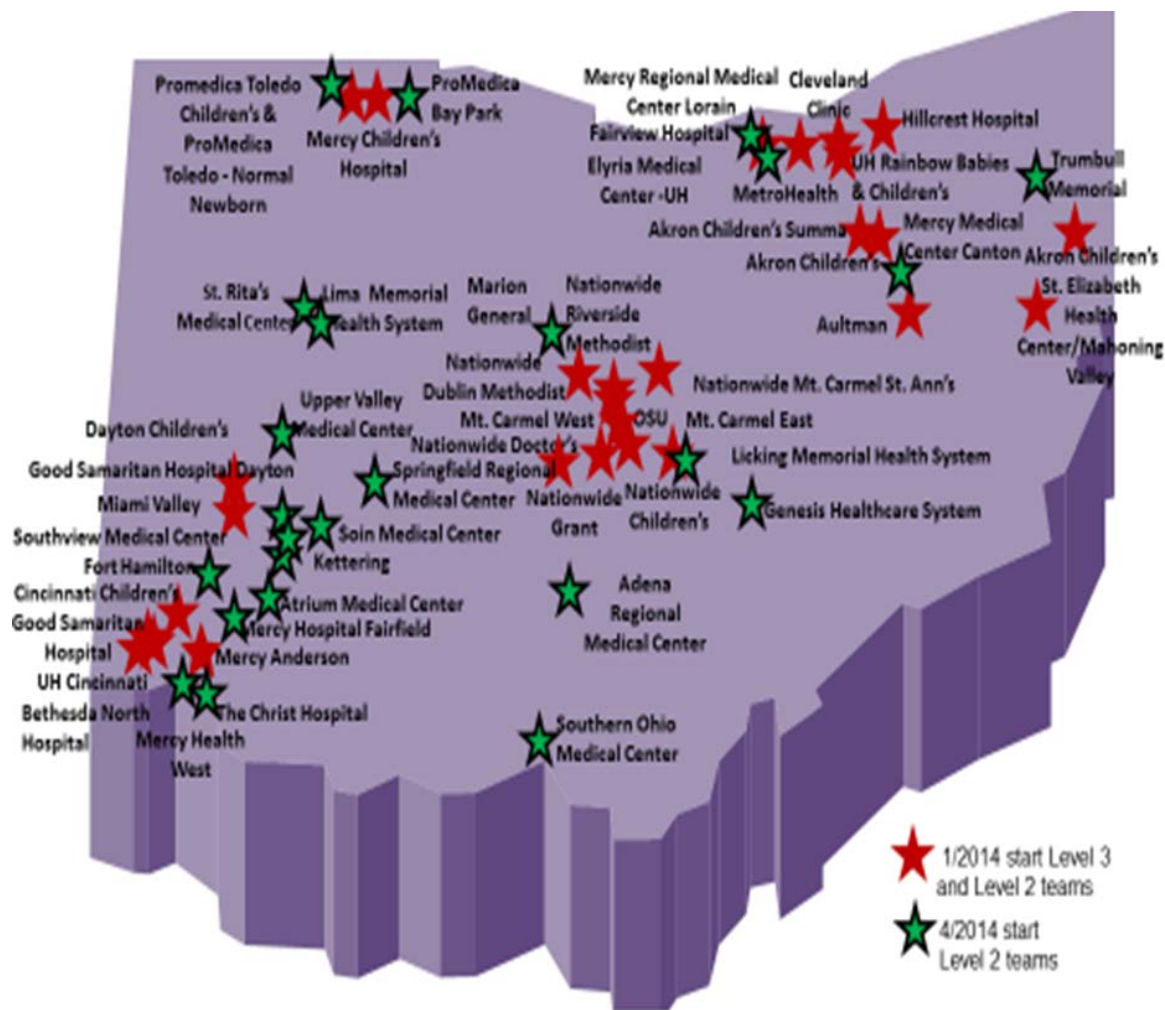 Promedica Toledo
Children's &
ProMedica
Toledo - Normal
Newborn
Mercy Children's
Hospital
ProMedica
Bay Park
Mercy Regional Medical
Center Lorain
Fairview Hospital
Elyria Medical
Center -UH
Cleveland
Clinic
Hillcrest Hospital
MetroHealth
UH Rainbow Babies
& Children's
Trumbull
Memorial
Akron Children's Summa
Akron Children's
Mercy Medical
Center Canton
Akron Children's
St. Elizabeth
Health
Center/Mahoning
Valley
Aultman
St. Rita's
Medical Center
Lima Memorial
Health System
Marion
General
Nationwide
Riverside
Methodist
Nationwide
Dublin Methodist
Nationwide Mt. Carmel St. Ann's
Mt. Carmel West
OSU
Mt. Carmel East
Nationwide Doctor's
Nationwide
Grant
Nationwide
Children's
Licking Memorial Health System
Genesis Healthcare System
Upper Valley
Medical Center
Dayton Children's
Good Samaritan Hospital Dayton
Miami Valley
Springfield Regional
Medical Center
Southview Medical Center
Soin Medical Center
Kettering
Fort Hamilton
Cincinnati Children's
Good Samaritan
Hospital
Atrium Medical Center
Mercy Hospital Fairfield
Mercy Anderson
UH Cincinnati
Bethesda North
Hospital
The Christ Hospital
Mercy Health
West
Adena
Regional
Medical Center
Southern Ohio
Medical Center
1/2014 start Level 3
and Level 2 teams
4/2014 start
Level 2 teams